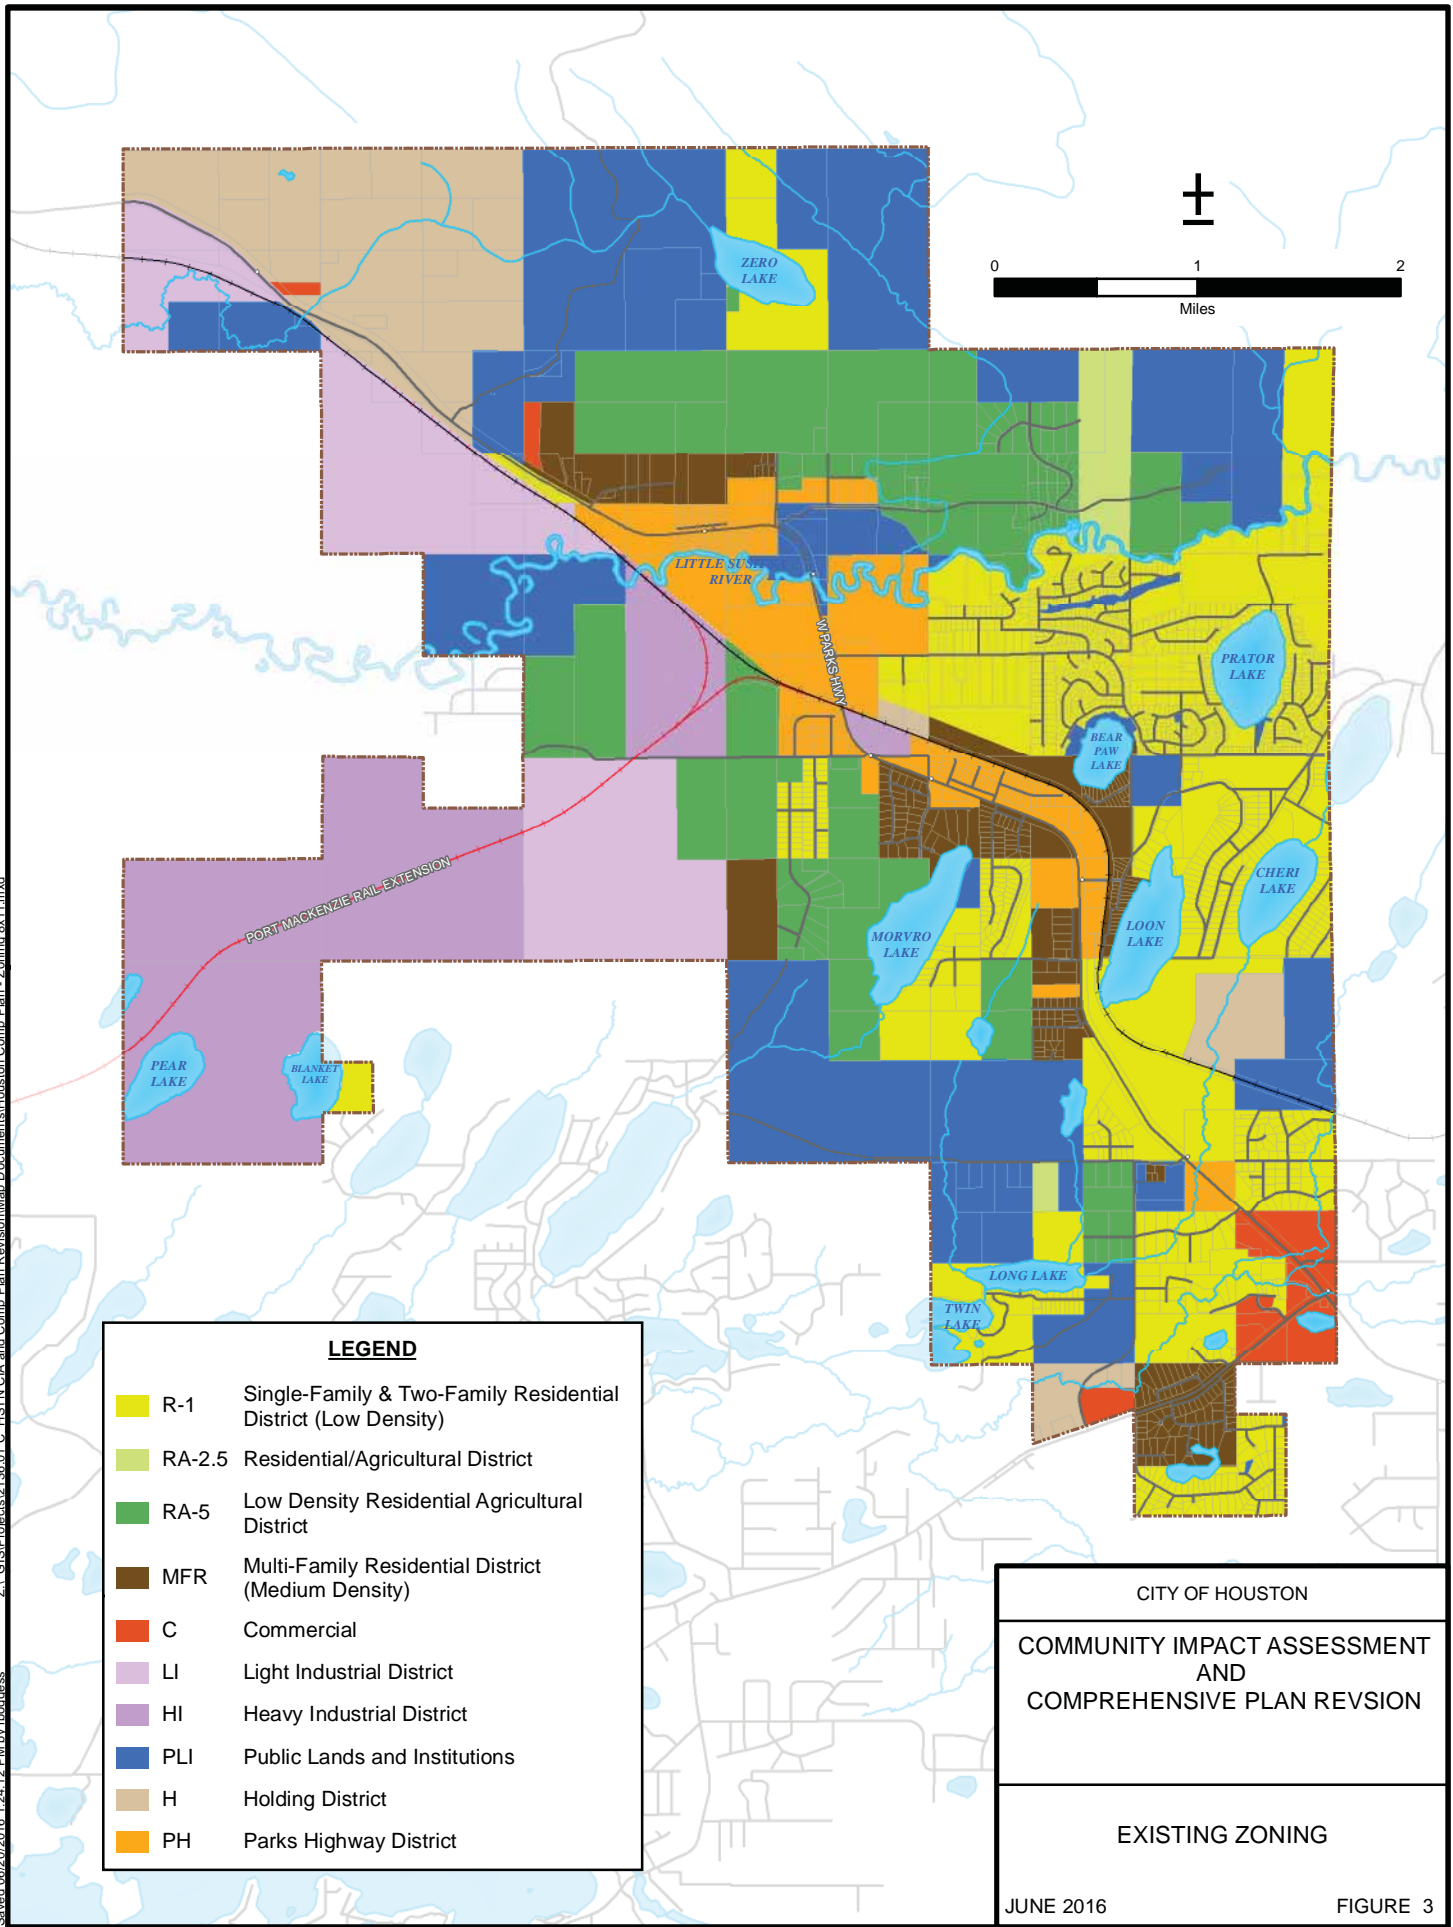 0 1 2
Miles
ZERO
LAKE
LITTLE SUSIT
RIVER
W PARKS HWY
PRATOR
LAKE
BEAR
PAW
LAKE
CHERI
LAKE
LOON
LAKE
MORVRO
LAKE
PORT MACKENZIE RAIL EXTENSION
PEAR
LAKE
BLANKET
LAKE
LONG LAKE
TWIN
LAKE
LEGEND
R-1 Single-Family & Two-Family Residential
District (Low Density)
RA-2.5 Residential/Agricultural District
RA-5 Low Density Residential Agricultural
District
MFR Multi-Family Residential District
(Medium Density)
C Commercial
LI Light Industrial District
HI Heavy Industrial District
PLI Public Lands and Institutions
H Holding District
PH Parks Highway District
CITY OF HOUSTON
COMMUNITY IMPACT ASSESSMENT
AND
COMPREHENSIVE PLAN REVSION
EXISTING ZONING
JUNE 2016 FIGURE 3